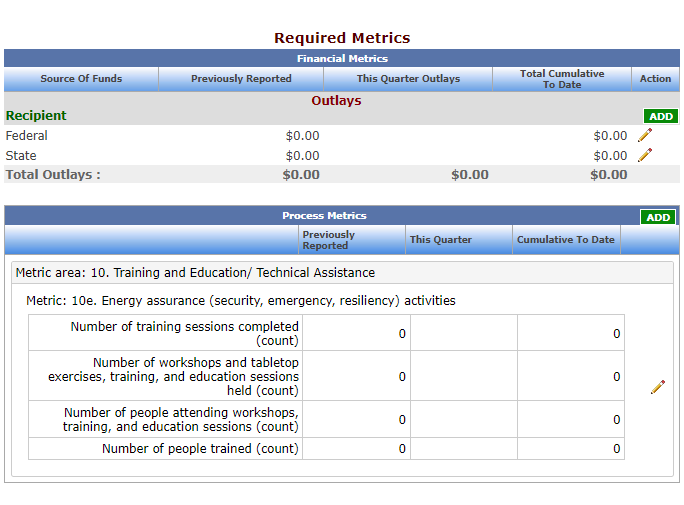 Required Metrics
Financial Metrics
Source Of Funds Previously Reported This Quarter Outlays Total Cumulative To Date Action
Outlays
Recipient ADD
Federal $0.00 $0.00
State $0.00 $0.00
Total Outlays : $0.00 $0.00 $0.00
Process Metrics ADD
Previously Reported This Quarter Cumulative To Date
Metric area: 10. Training and Education/ Technical Assistance
Metric: 10e. Energy assurance (security, emergency, resiliency) activities
Number of training sessions completed
(count) 0 0
Number of workshops and tabletop
exercises, training, and education sessions
held (count) 0 0
Number of people attending workshops,
training, and education sessions (count) 0 0
Number of people trained (count) 0 0